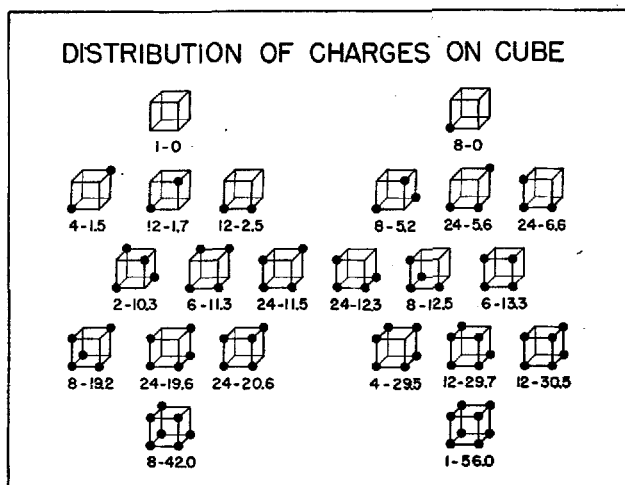 DISTRIBUTION OF CHARGES ON CUBE
1-0 8-0
4-1.5 12-1.7 12-2.5 8-5.2 24-5.6 24-6.6
2-10.3 6-11.3 24-11.5 24-12.3 8-12.5 6-13.3
8-19.2 24-19.6 24-20.6 4-29.5 12-29.7 12-30.5
8-42.0 1-56.0